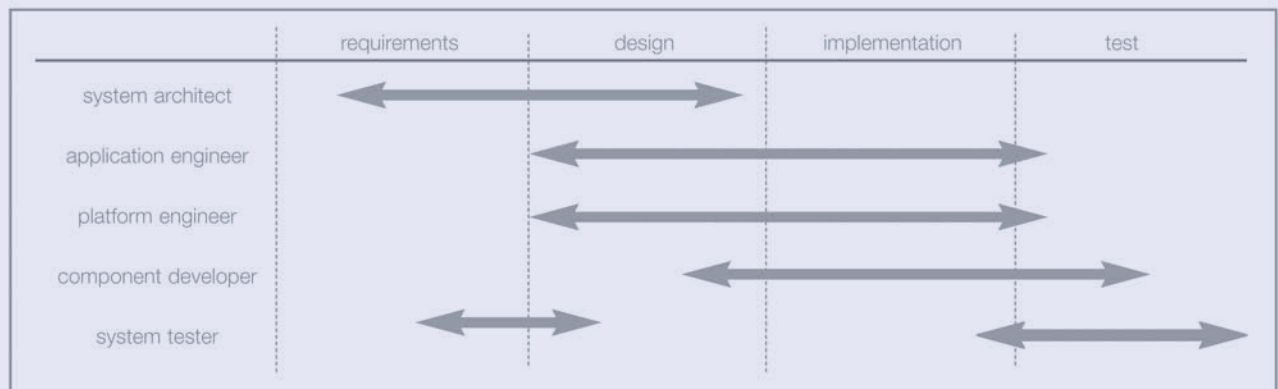 requirements design implementation test
system architect
application engineer
platform engineer
component developer
system tester